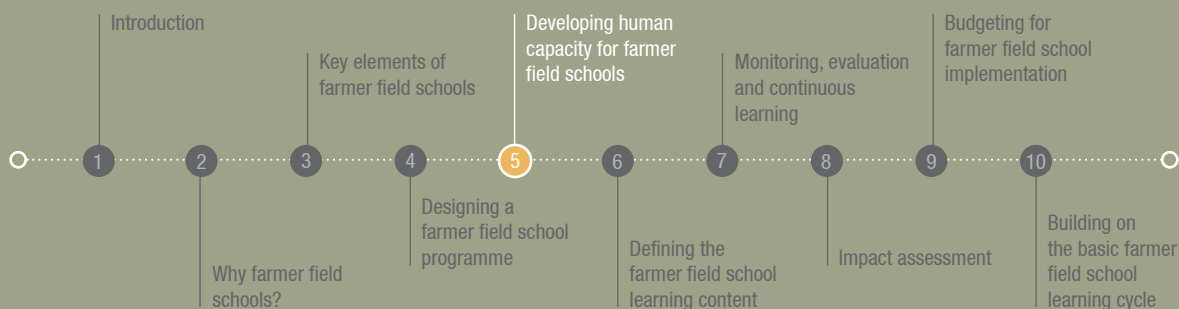 Introduction
Key elements of
farmer field schools
Developing human
capacity for farmer
field schools
Monitoring, evaluation
and continuous
learning
Budgeting for
farmer field school
implementation
1
2
3
4
5
6
7
8
9
10
Why farmer field
schools?
Designing a
farmer field school
programme
Defining the
farmer field school
learning content
Impact assessment
Building on
the basic farmer
field school
learning cycle